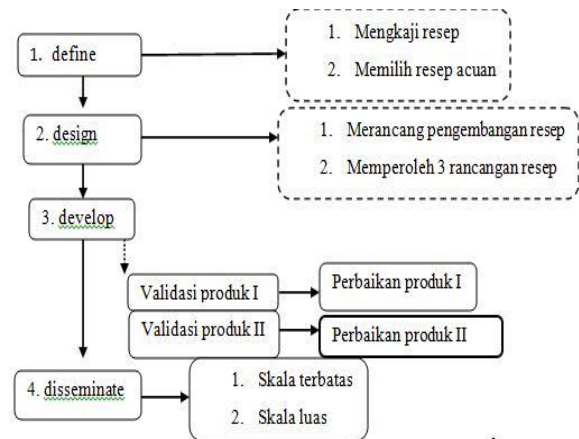 1. define
1. Mengkaji resep
2. Memilih resep acuan
2. design
1. Merancang pengembangan resep
2. Memperoleh 3 rancangan resep
3. develop
Validasi produk I
Perbaikan produk I
Validasi produk II
Perbaikan produk II
4. disseminate
1. Skala terbatas
2. Skala luas